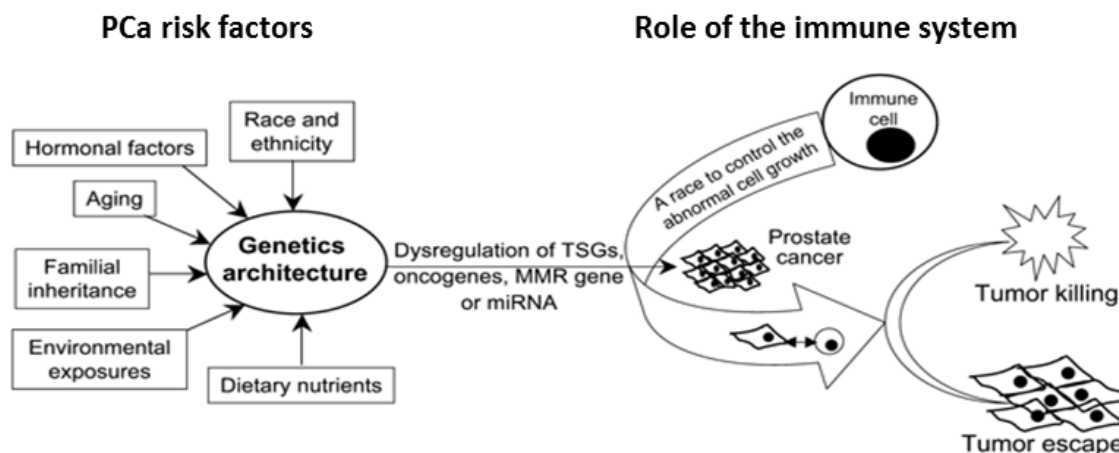 PCa risk factors
Role of the immune system
Race and
ethnicity
Hormonal factors
Aging
Familial
inheritance
Environmental
exposures
Dietary nutrients
Genetics
architecture
Dysregulation of TSGs,
oncogenes, MMR gene
or miRNA
Immune
cell
A race to control the
abnormal cell growth
Prostate
cancer
Tumor killing
Tumor escape